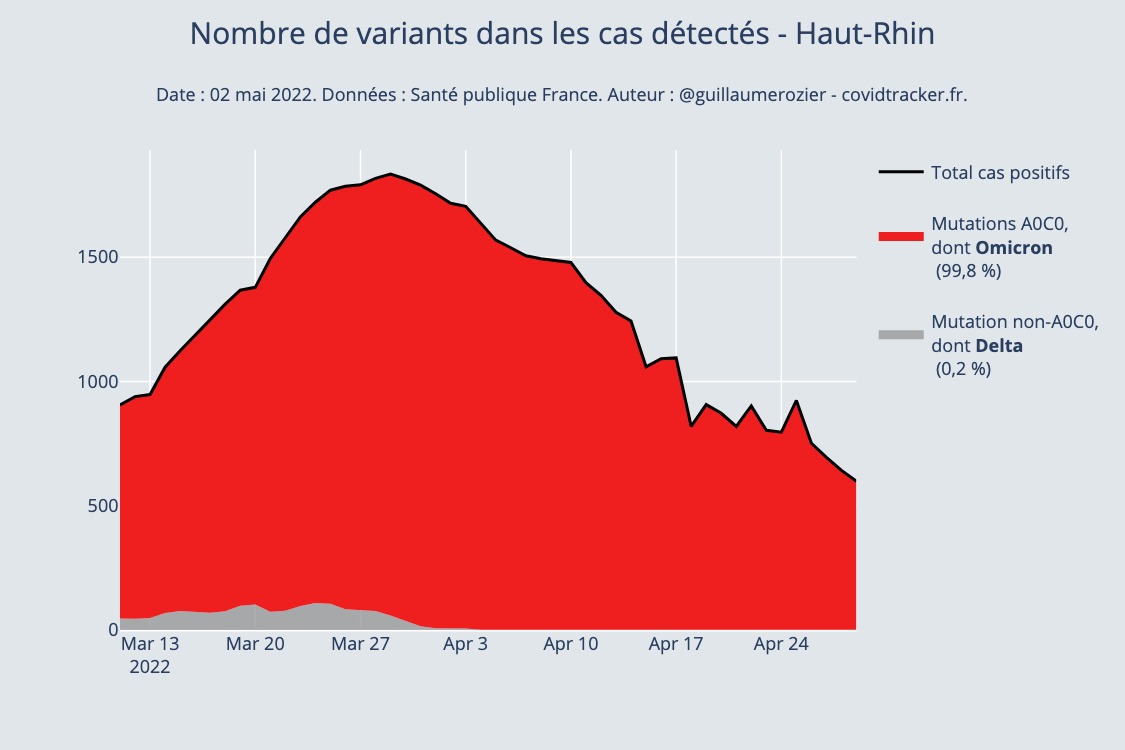 Nombre de variants dans les cas détectés - Haut-Rhin
Date : 02 mai 2022. Données : Santé publique France. Auteur : @guillaumerozier - covidtracker.fr.
Total cas positifs
Mutations A0C0,
dont Omicron
(99,8 %)
Mutation non-A0C0,
dont Delta
(0,2 %)
1500
1000
500
0
Mar 13 Mar 20 Mar 27 Apr 3 Apr 10 Apr 17 Apr 24
2022